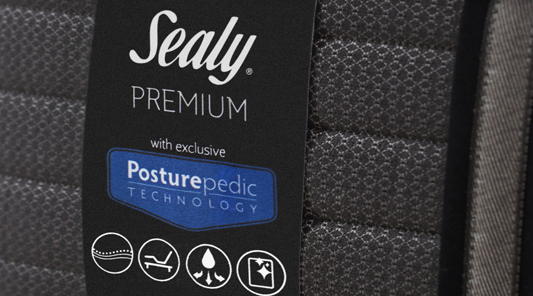 Sealy®
PREMIUM
with exclusive
Posturepedic
TECHNOLOGY